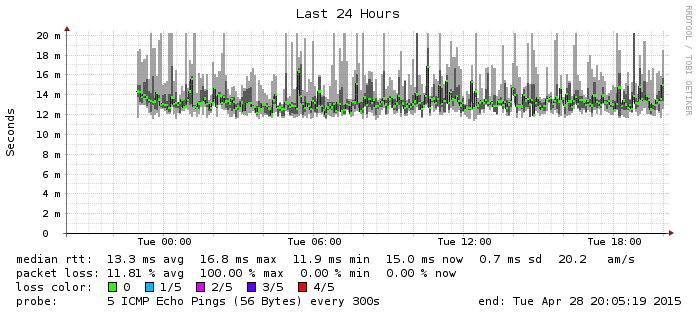 Last 24 Hours
RRDTOOL / TOBI OETIKER
Seconds
20 m
18 m
16 m
14 m
12 m
10 m
8 m
6 m
4 m
2 m
0
Tue 00:00 Tue 06:00 Tue 12:00 Tue 18:00
median rtt: 13.3 ms avg 16.8 ms max 11.9 ms min 15.0 ms now 0.7 ms sd 20.2 am/s
packet loss: 11.81 % avg 100.00 % max 0.00 % min 0.00 % now
loss color: 0 1/5 2/5 3/5 4/5
probe: 5 ICMP Echo Pings (56 Bytes) every 300s end: Tue Apr 28 20:05:19 2015